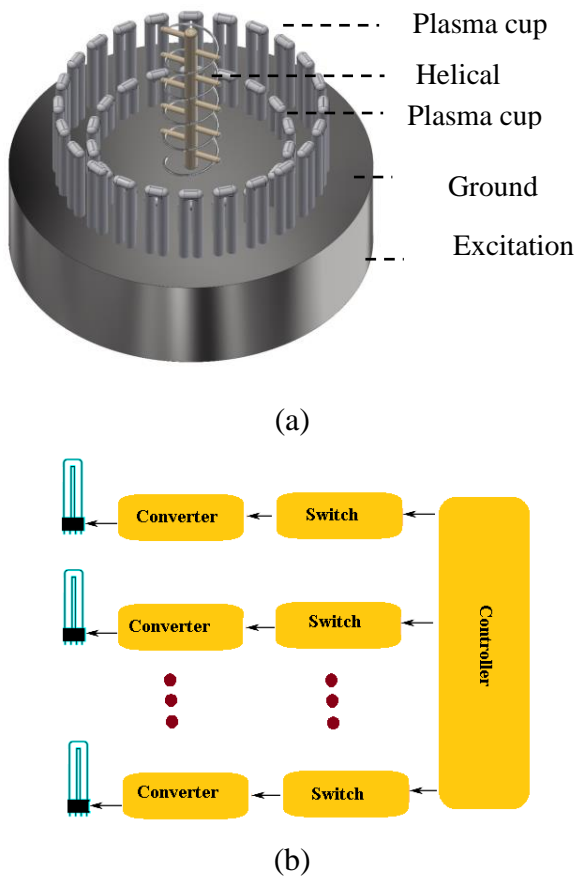 Plasma cup
Helical
Plasma cup
Ground
Excitation
(a)
Converter
Switch
Converter
Switch
Controller
Converter
Switch
(b)